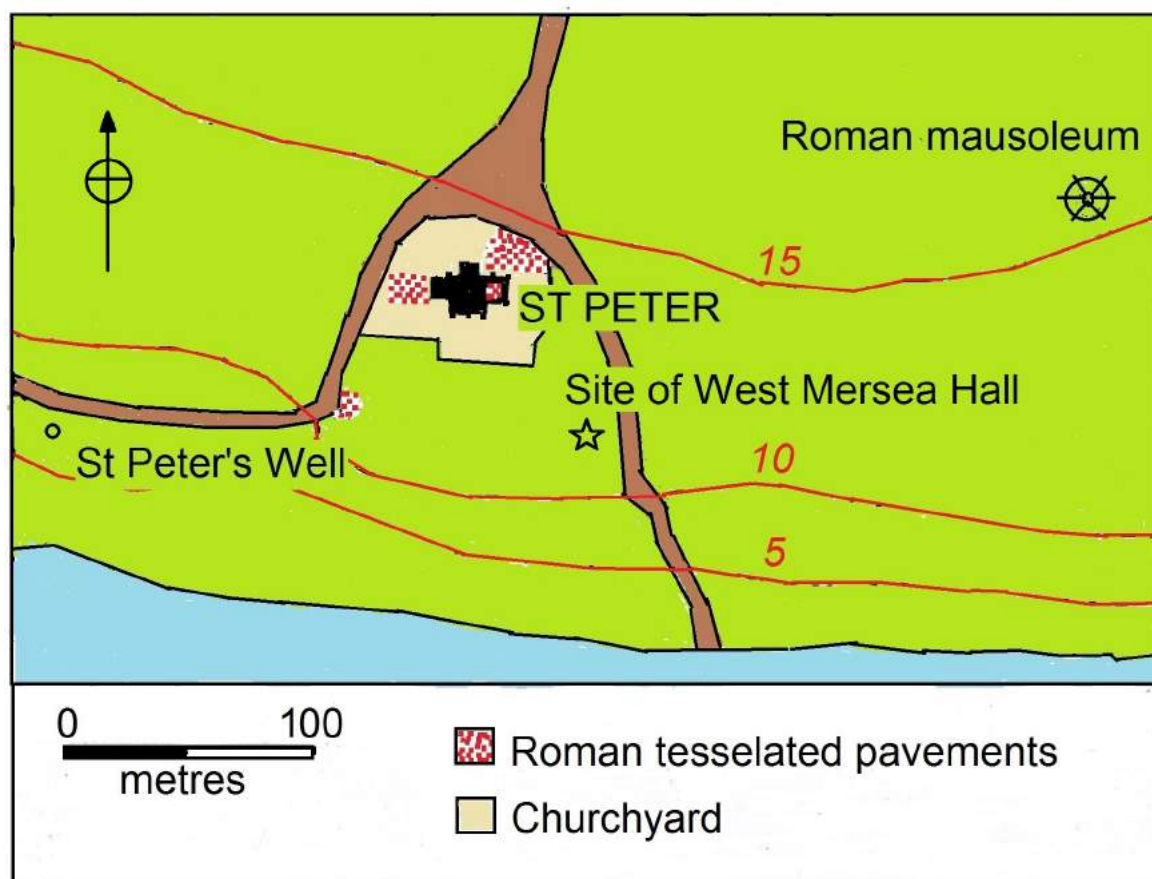 Roman mausoleum
15
ST PETER
Site of West Mersea Hall
St Peter's Well
10
5
0 100
metres
Roman tesselated pavements
Churchyard